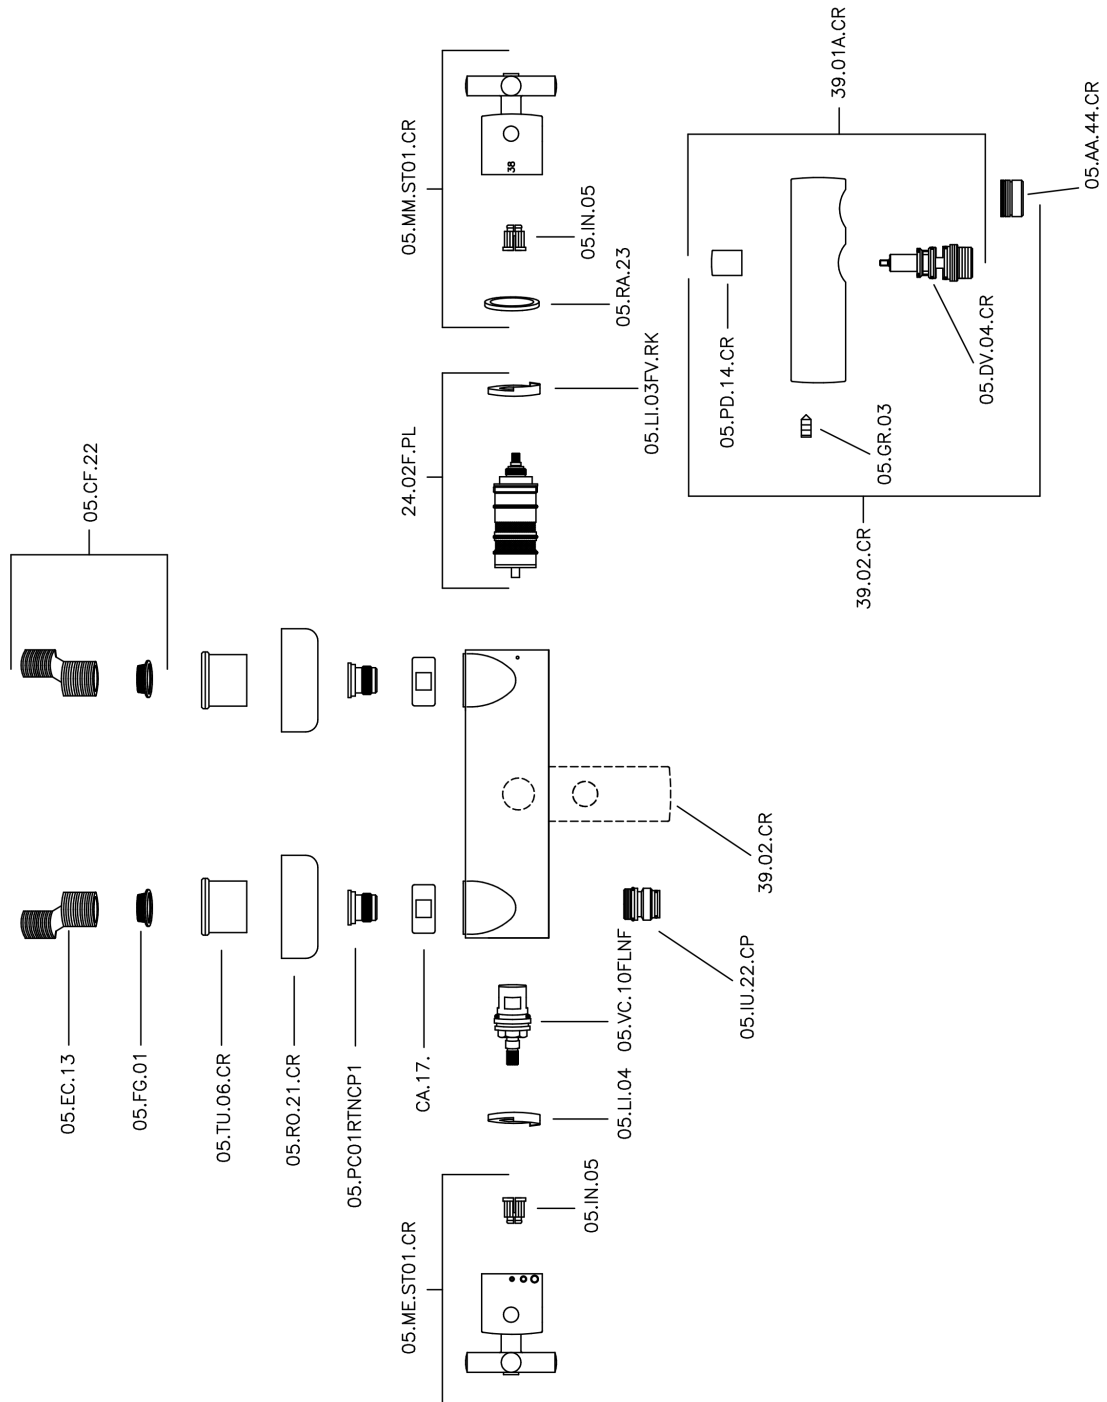 05.CF.22
05.EC.13
05.FG.01
05.TU.06.CR
05.RO.21.CR
05.PC01RTNCP1
CA.17.
05.ME.ST01.CR
05.IN.05
05.LI.04
05.VC.10FLNF
05.IU.22.CP
39.02.CR
24.02F.PL
05.LI.03FV.RK
05.MM.ST01.CR
38
05.IN.05
05.RA.23
39.01A.CR
05.AA.44.CR
05.PD.14.CR
05.GR.03
05.DV.04.CR
39.02.CR